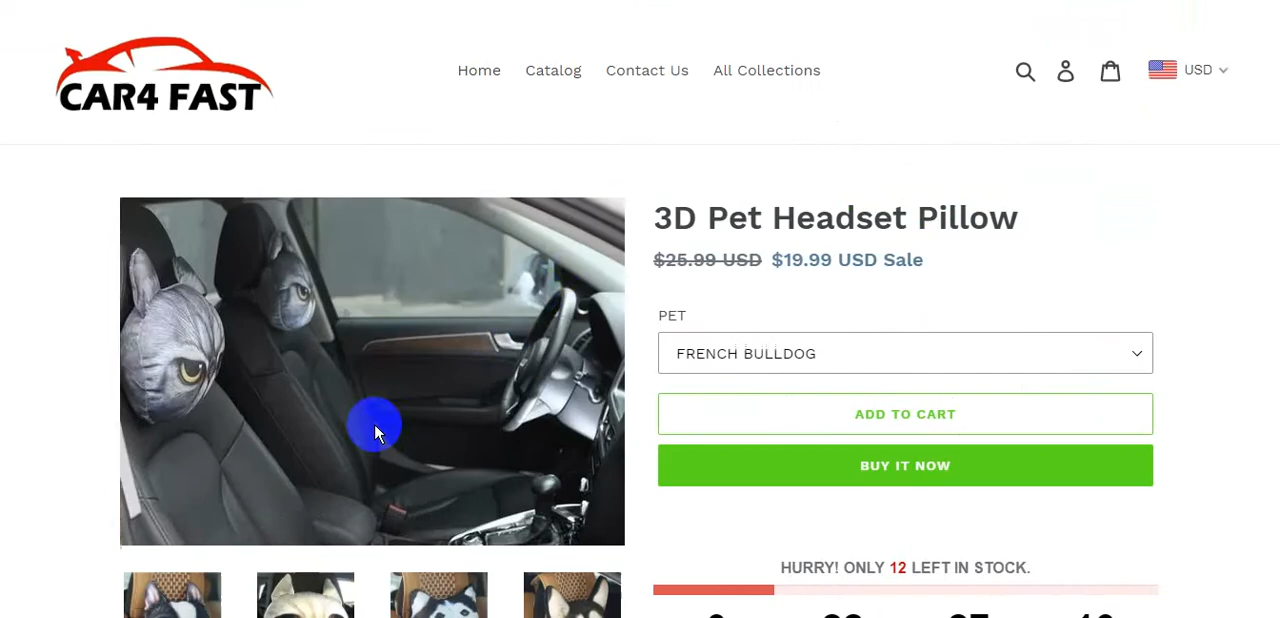 CAR4 FAST
Home Catalog Contact Us All Collections
USD
3D Pet Headset Pillow
$25.99 USD $19.99 USD Sale
PET
FRENCH BULLDOG
ADD TO CART
BUY IT NOW
HURRY! ONLY 12 LEFT IN STOCK.